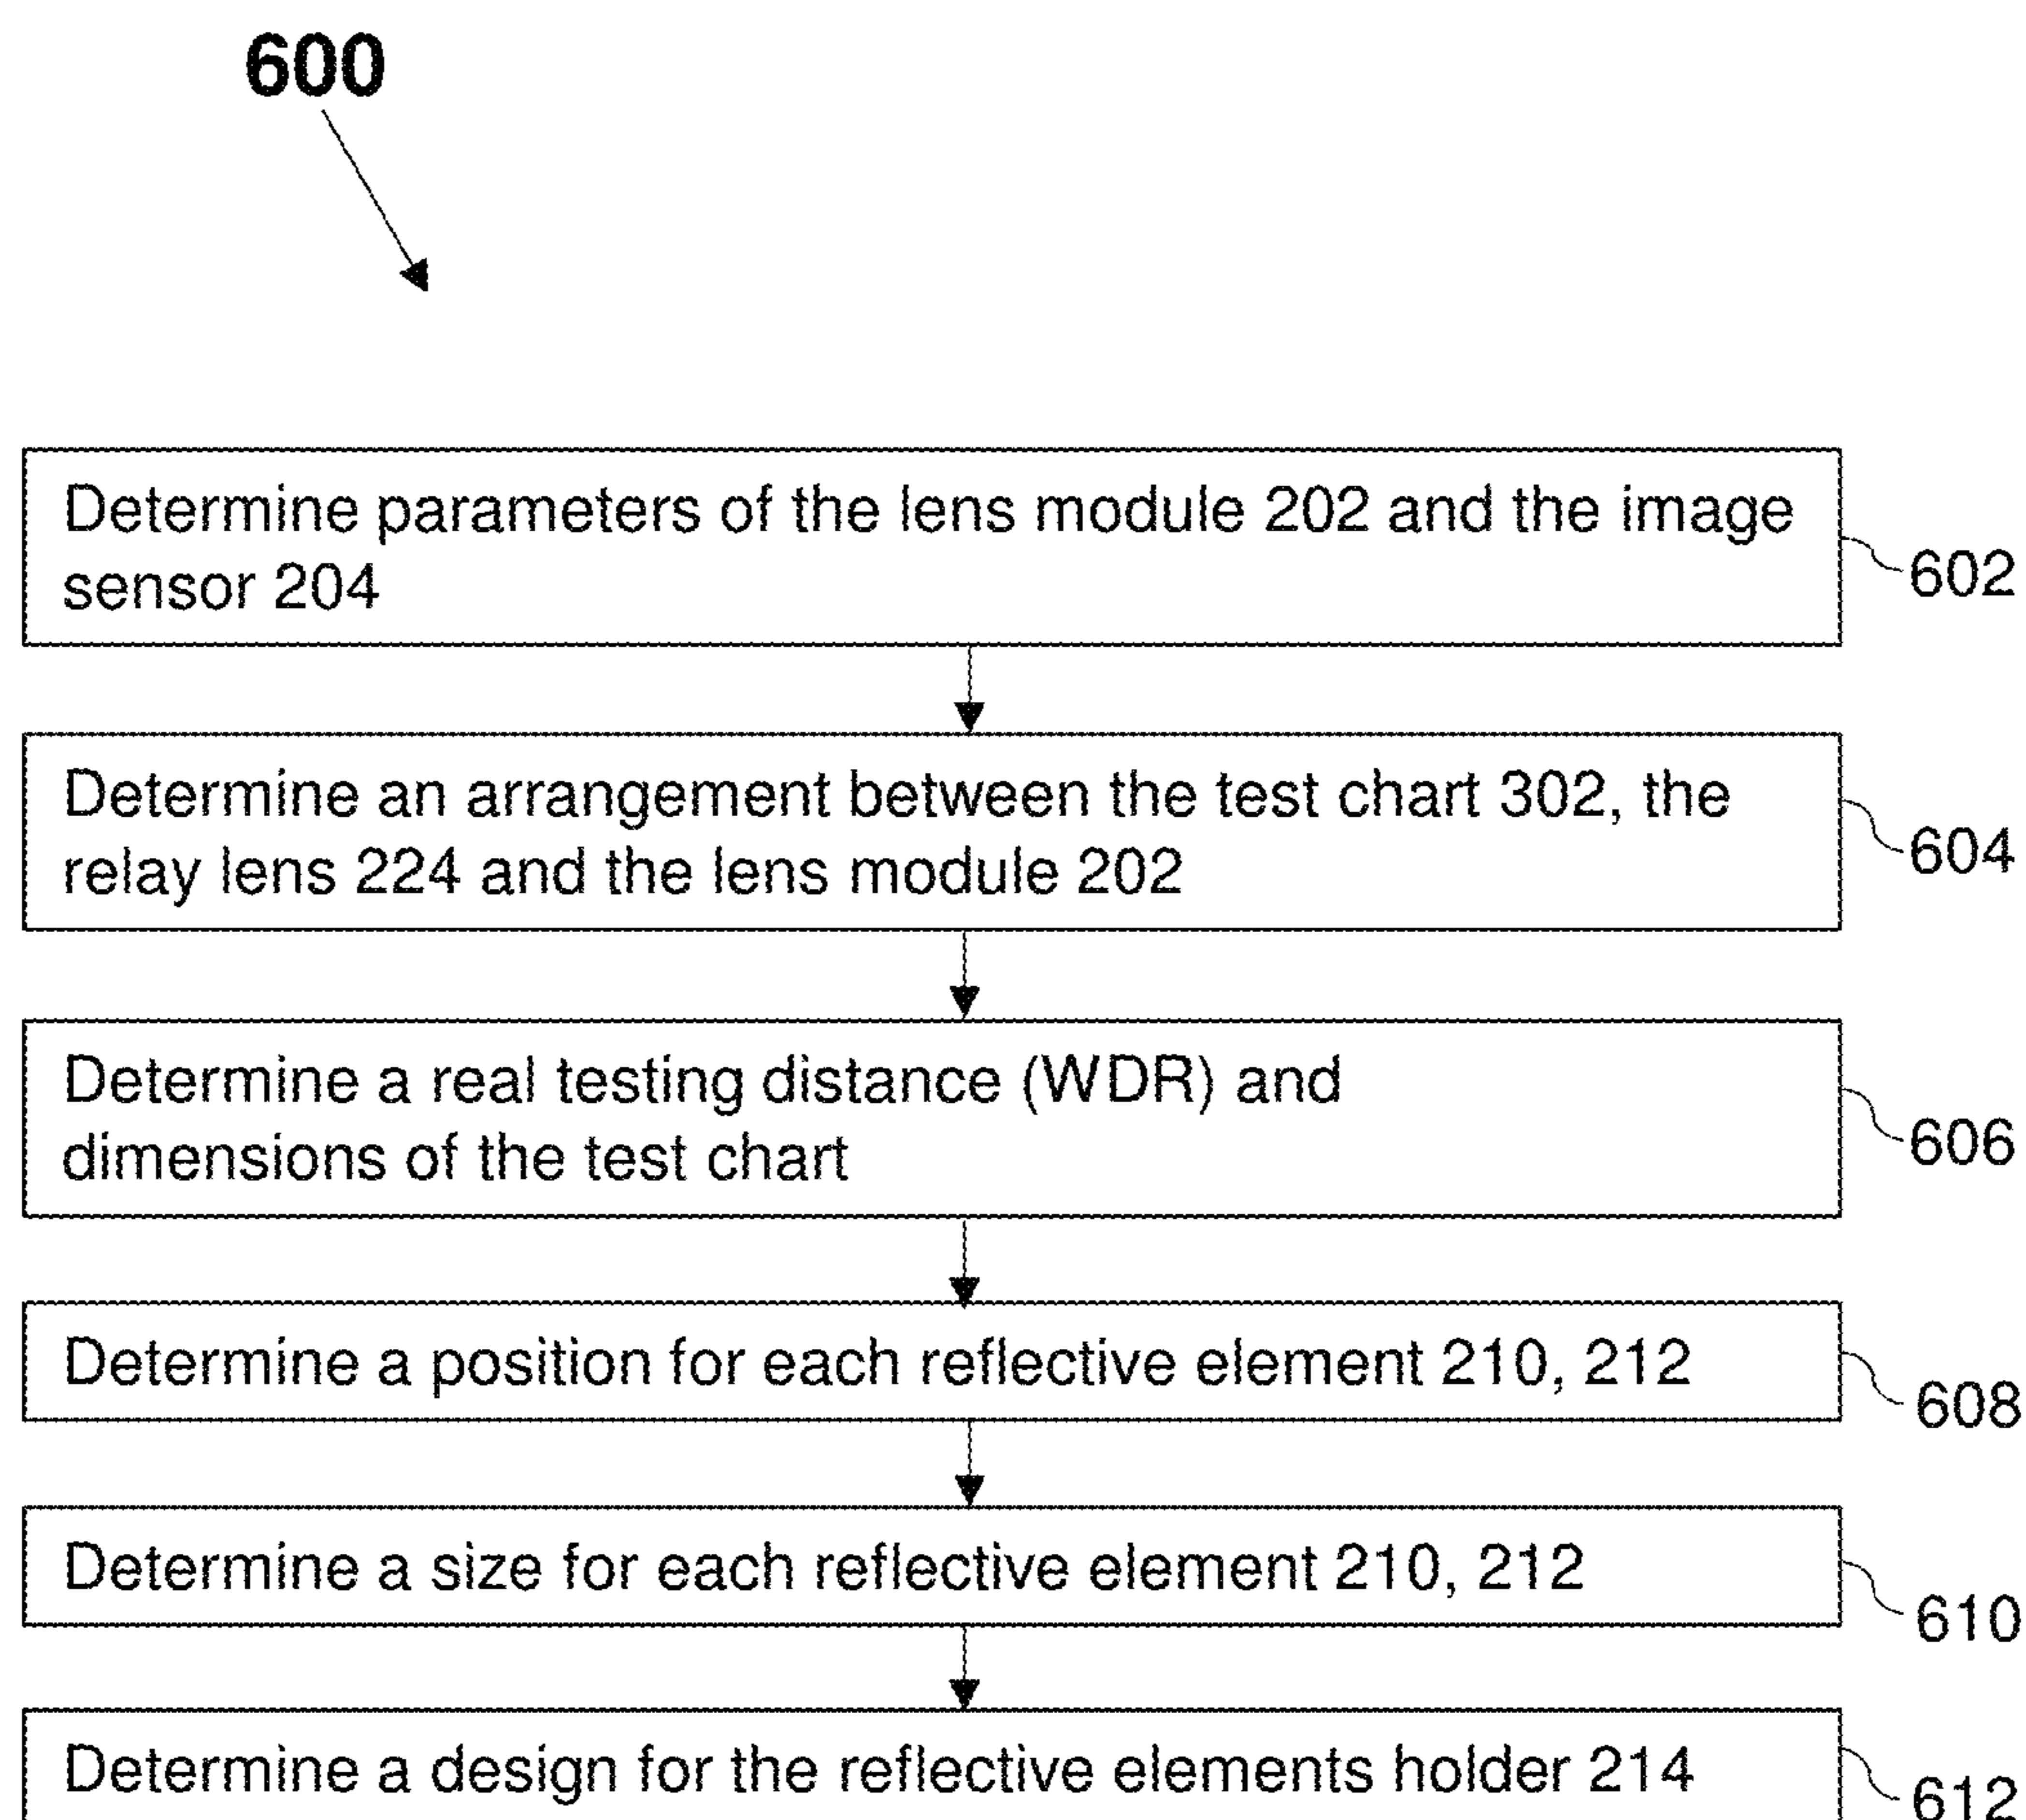 600
Determine parameters of the lens module 202 and the image
sensor 204
602
Determine an arrangement between the test chart 302, the
relay lens 224 and the lens module 202
604
Determine a real testing distance (WDR) and
dimensions of the test chart
606
Determine a position for each reflective element 210, 212
608
Determine a size for each reflective element 210, 212
610
Determine a design for the reflective elements holder 214
612